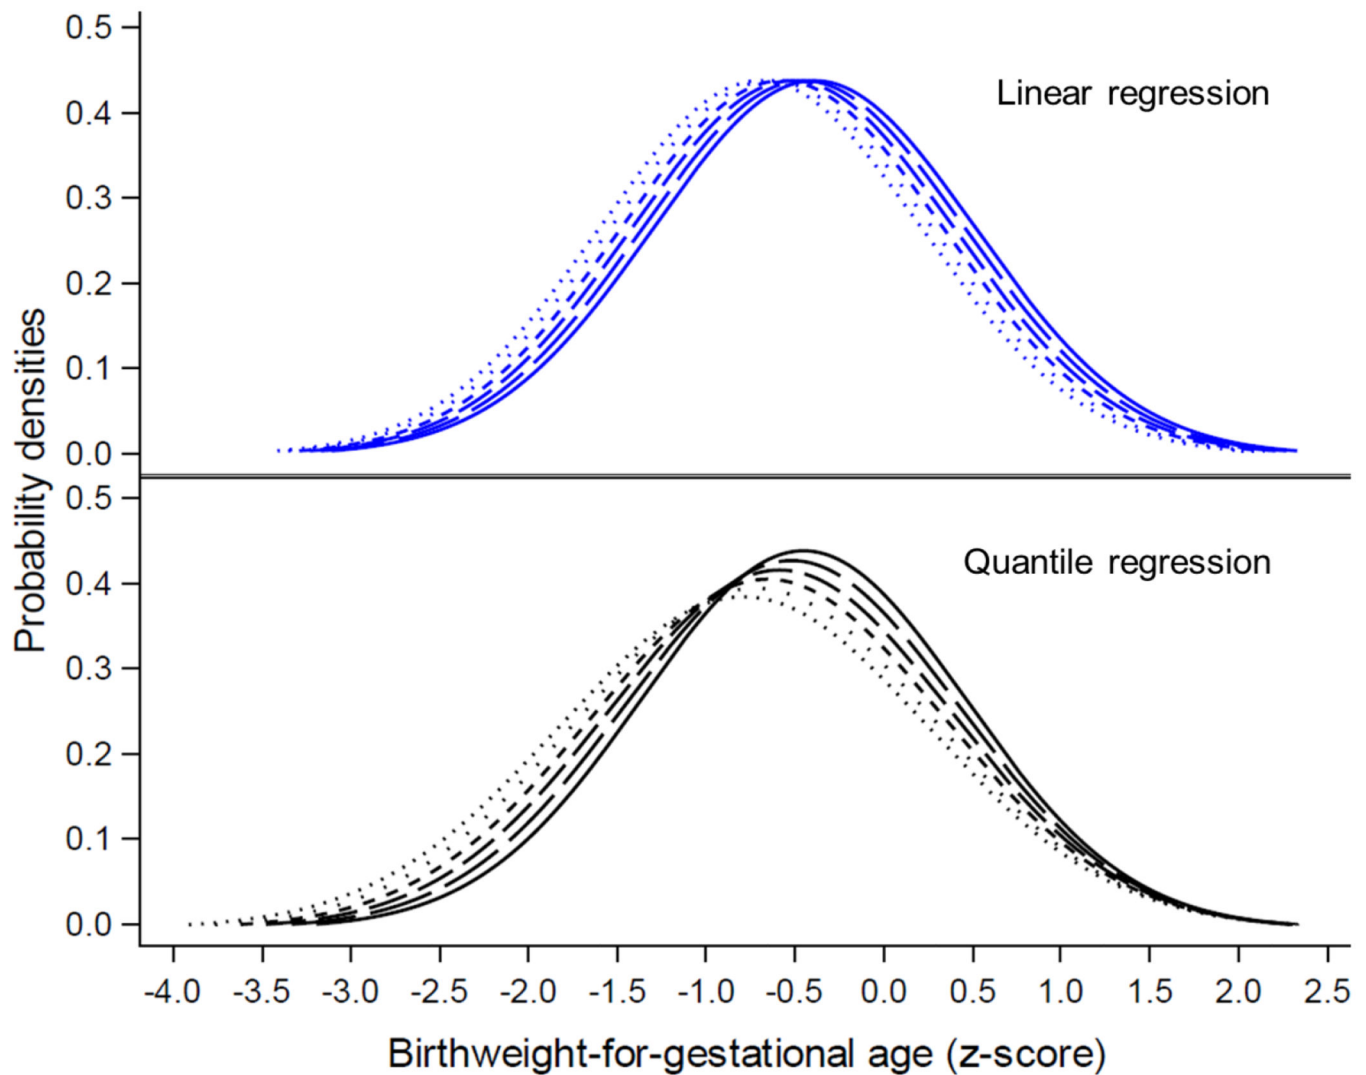 Probability densities
0.5
0.4
0.3
0.2
0.1
0.0
Linear regression
0.5
0.4
0.3
0.2
0.1
0.0
Quantile regression
-4.0 -3.5 -3.0 -2.5 -2.0 -1.5 -1.0 -0.5 0.0 0.5 1.0 1.5 2.0 2.5
Birthweight-for-gestational age (z-score)